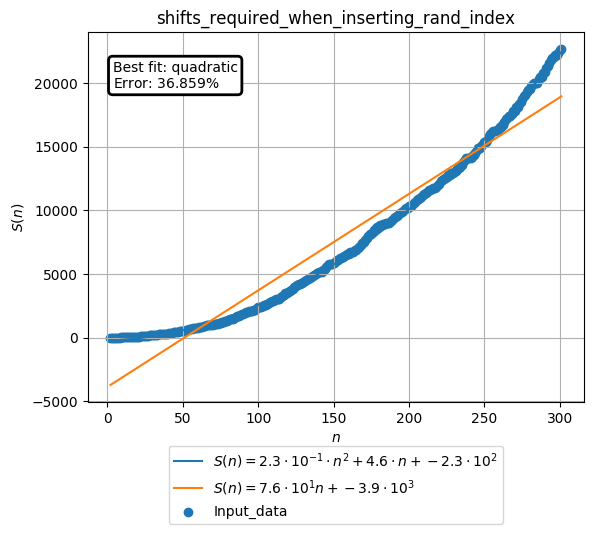 shifts_required_when_inserting_rand_index
Best fit: quadratic
Error: 36.859%
20000
15000
10000
5000
0
−5000
S(n)
0 50 100 150 200 250 300
n
S(n) = 2.3 · 10⁻¹ · n² + 4.6 · n + −2.3 · 10²
S(n) = 7.6 · 10¹n + −3.9 · 10³
Input_data